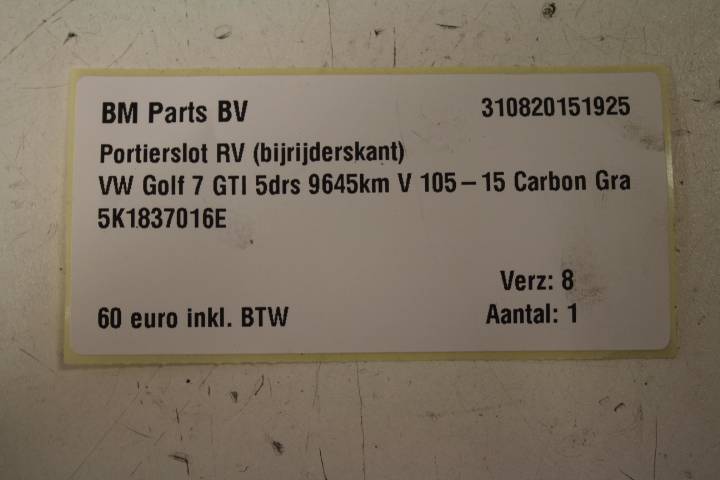 BM Parts BV 310820151925
Portierslot RV (bijrijderskant)
VW Golf 7 GTI 5drs 9645km V 105-15 Carbon Gra
5K1837016E
Verz: 8
60 euro inkl. BTW Aantal: 1